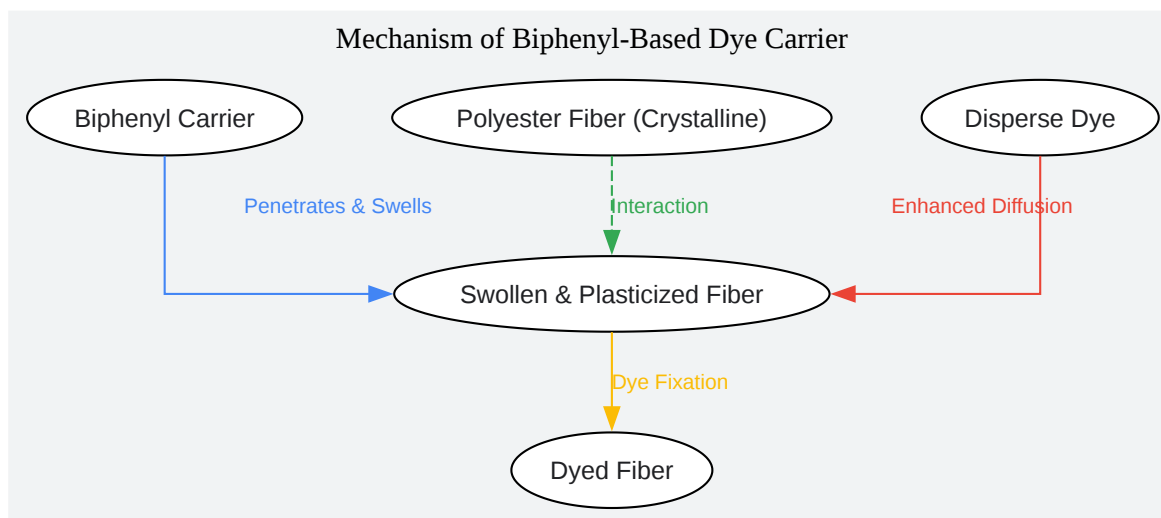 Mechanism of Biphenyl-Based Dye Carrier
Biphenyl Carrier
Polyester Fiber (Crystalline)
Disperse Dye
Penetrates & Swells
Interaction
Enhanced Diffusion
Swollen & Plasticized Fiber
Dye Fixation
Dyed Fiber